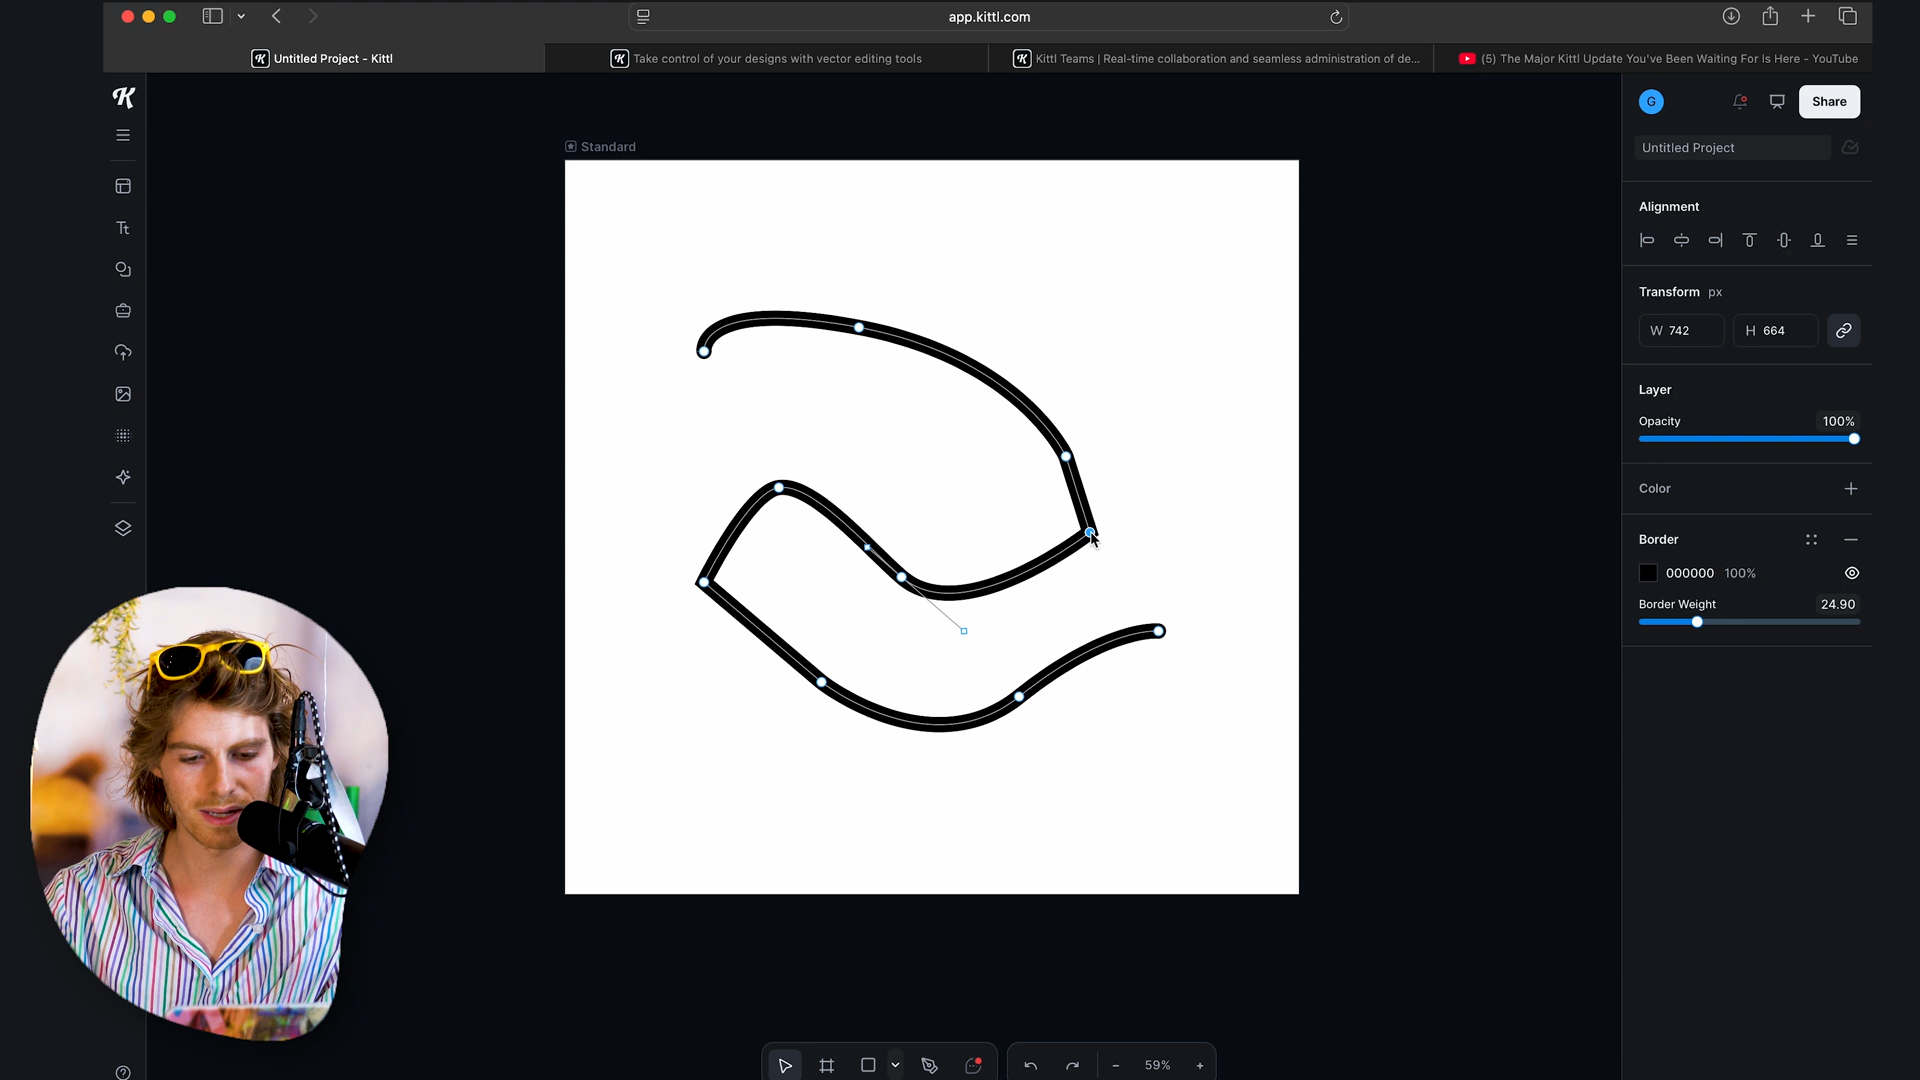 app.kittl.com
Untitled Project - Kittl
Take control of your designs with vector editing tools
Kittl Teams | Real-time collaboration and seamless administration of de...
(5) The Major Kittl Update You've Been Waiting For Is Here - YouTube
K
G
Share
Standard
Untitled Project
Tt
Alignment
Transform px
W 742 H 664
Layer
Opacity 100%
Color
Border
000000 100%
Border Weight 24.90
59%